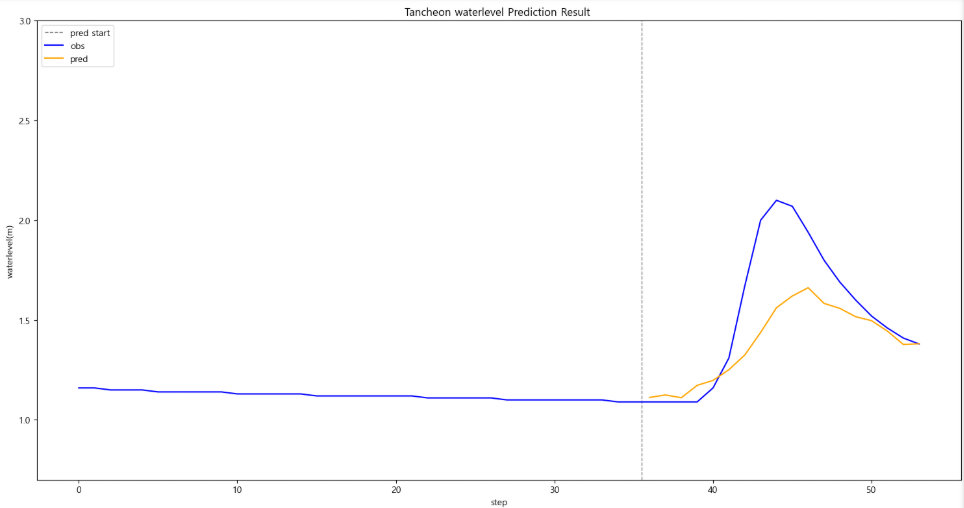 Tancheon waterlevel Prediction Result
pred start
obs
pred
3.0
2.5
2.0
1.5
1.0
waterlevel(m)
0 10 20 30 40 50
step